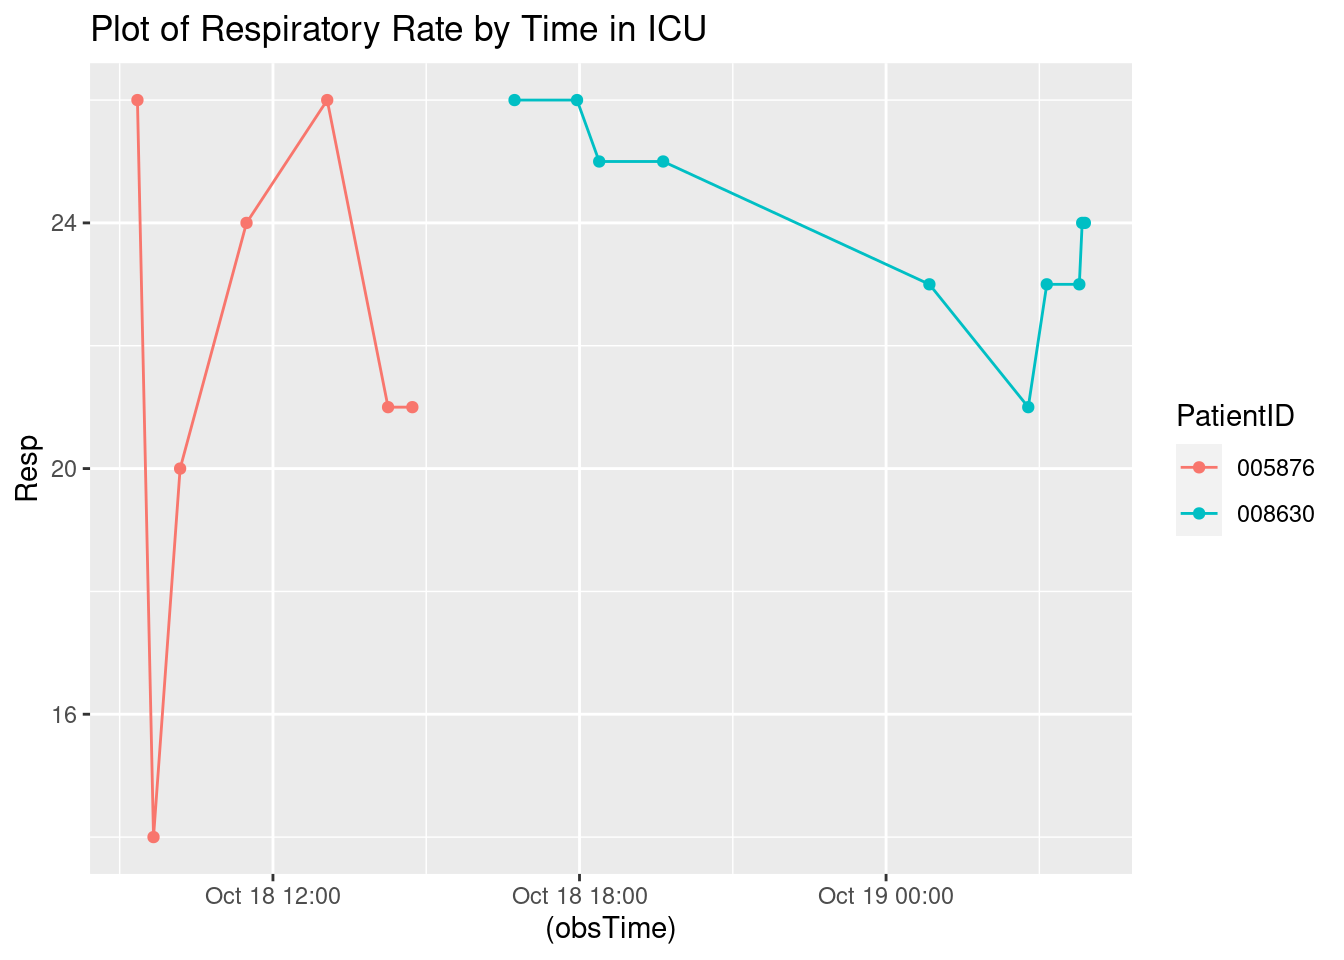 Plot of Respiratory Rate by Time in ICU
Resp
24
20
16
Oct 18 12:00
Oct 18 18:00
Oct 19 00:00
(obsTime)
PatientID
005876
008630